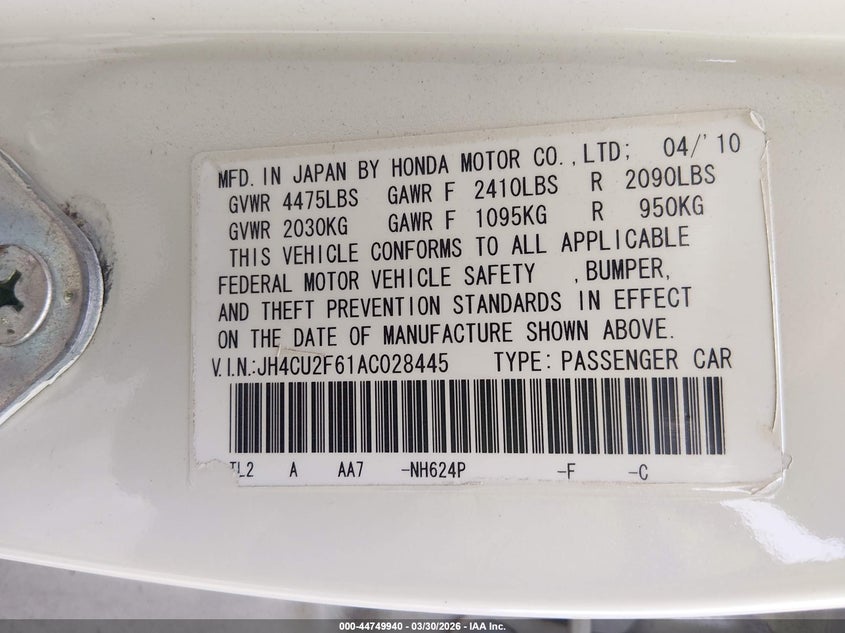 MFD. IN JAPAN BY HONDA MOTOR CO.,LTD; 04/'10
GVWR 4475LBS GAWR F 2410LBS R 2090LBS
GVWR 2030KG GAWR F 1095KG R 950KG
THIS VEHICLE CONFORMS TO ALL APPLICABLE
FEDERAL MOTOR VEHICLE SAFETY ,BUMPER,
AND THEFT PREVENTION STANDARDS IN EFFECT
ON THE DATE OF MANUFACTURE SHOWN ABOVE.
V.I.N.:JH4CU2F61AC028445 TYPE: PASSENGER CAR
TL2 A AA7 -NH624P -F -C
000-44749940 - 03/30/2026 - IAA Inc.